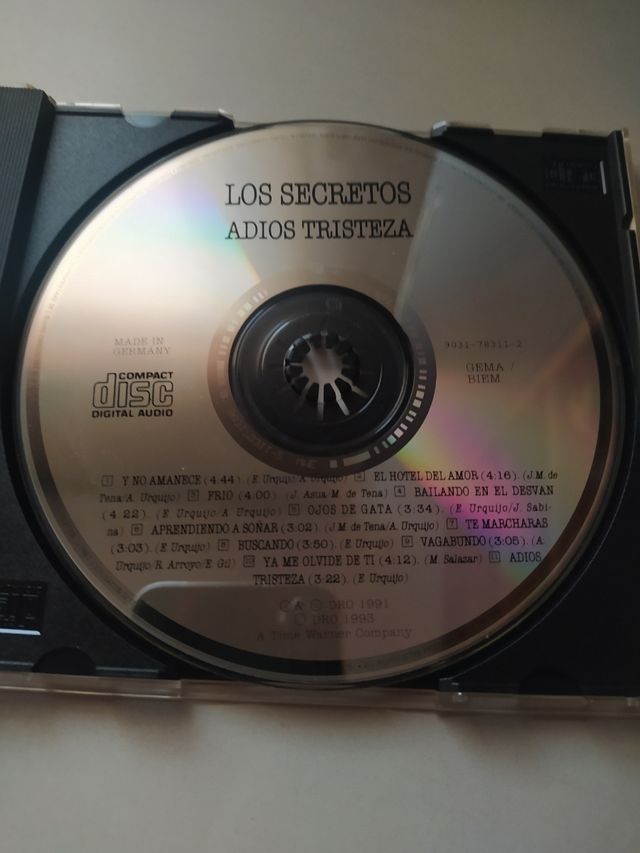 LOS SECRETOS
ADIOS TRISTEZA
MADE IN
GERMANY
COMPACT
disc
DIGITAL AUDIO
9031-78311-2
GEMA /
BIEM
1 Y NO AMANECE (4:44). (E. Urquijo/A. Urquijo) 2 EL HOTEL DEL AMOR (4:16). (J.M. de
Tena/A. Urquijo) 3 FRIO (4:00). (J. Asua/M. de Tena) 4 BAILANDO EN EL DESVAN
(4:22). (E. Urquijo/A. Urquijo) 5 OJOS DE GATA (3:34). (E. Urquijo/J. Sabi-
na) 6 APRENDIENDO A SOÑAR (3:02). (J.M. de Tena/A. Urquijo) 7 TE MARCHARAS
(3:03). (E. Urquijo) 8 BUSCANDO (3:50). (E. Urquijo) 9 VAGABUNDO (3:05). (A.
Urquijo/R. Arroyo/E. Gil) 10 YA ME OLVIDE DE TI (4:12). (M. Salazar) 11 ADIOS
TRISTEZA (3:22). (E. Urquijo)
© & ℗ DRO 1991
© DRO 1993
A Time Warner Company